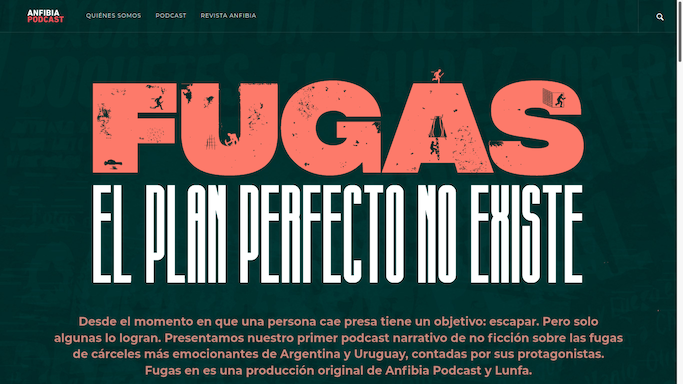 ANFIBIA
PODCAST
QUIÉNES SOMOS
PODCAST
REVISTA ANFIBIA
FUGAS
EL PLAN PERFECTO NO EXISTE
Desde el momento en que una persona cae presa tiene un objetivo: escapar. Pero solo
algunas lo logran. Presentamos nuestro primer podcast narrativo de no ficción sobre las fugas
de cárceles más emocionantes de Argentina y Uruguay, contadas por sus protagonistas.
Fugas en es una producción original de Anfibia Podcast y Lunfa.